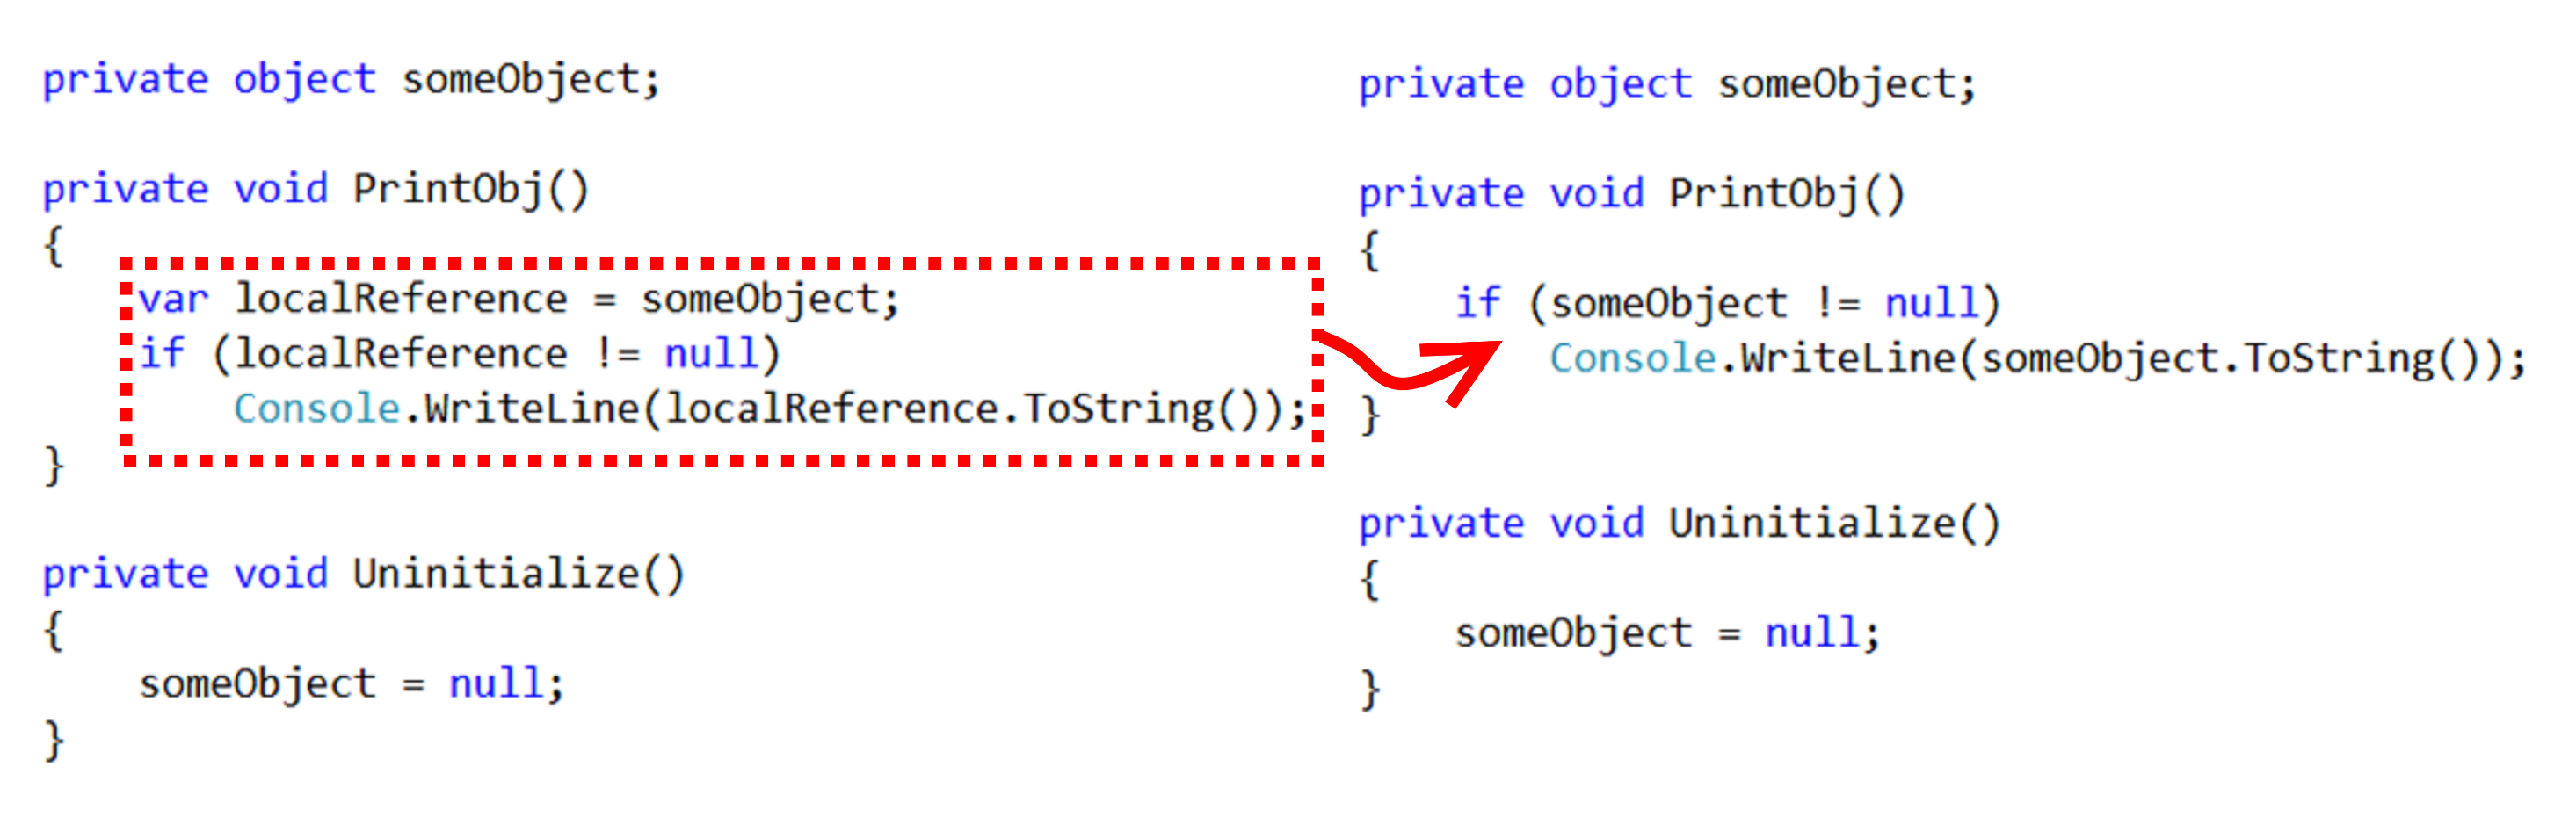 private object someObject;

private void PrintObj()
{
    var localReference = someObject;
    if (localReference != null)
        Console.WriteLine(localReference.ToString());
}

private void Uninitialize()
{
    someObject = null;
}

private object someObject;

private void PrintObj()
{
    if (someObject != null)
        Console.WriteLine(someObject.ToString());
}

private void Uninitialize()
{
    someObject = null;
}